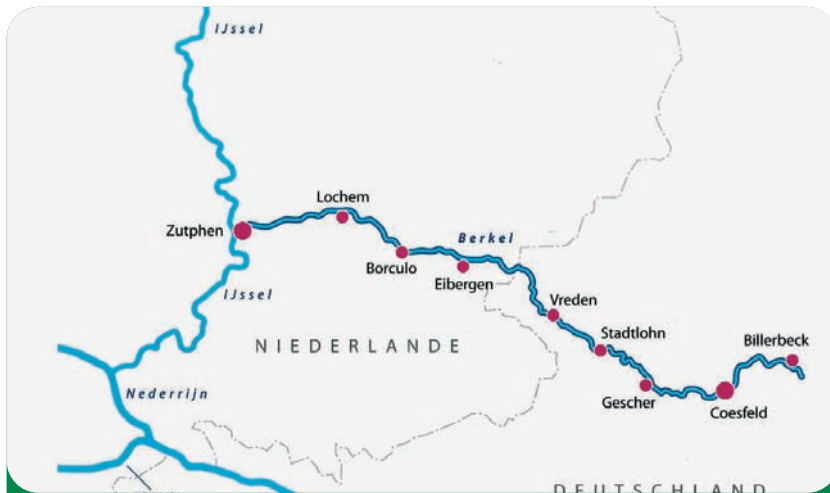 IJssel
Lochem
Zutphen
Berkel
Borculo
Eibergen
IJssel
Vreden
Stadtlohn
NIEDERLANDE
Billerbeck
Nederrijn
Gescher
Coesfeld
DEUTSCHLAND